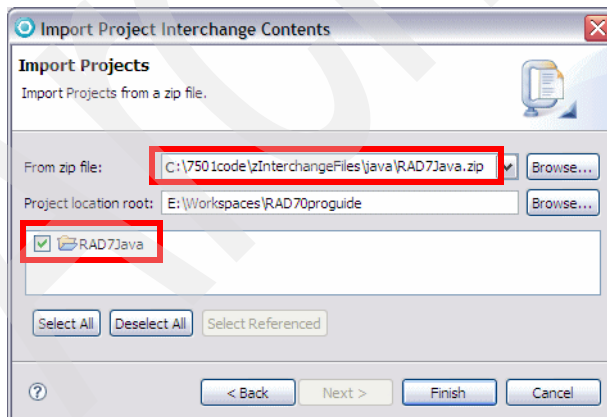 Import Project Interchange Contents
Import Projects
Import Projects from a zip file.
From zip file: C:\7501code\zInterchangeFiles\java\RAD7Java.zip Browse...
Project location root: E:\Workspaces\RAD70proguide Browse...
RAD7Java
Select All Deselect All Select Referenced
? < Back Next > Finish Cancel